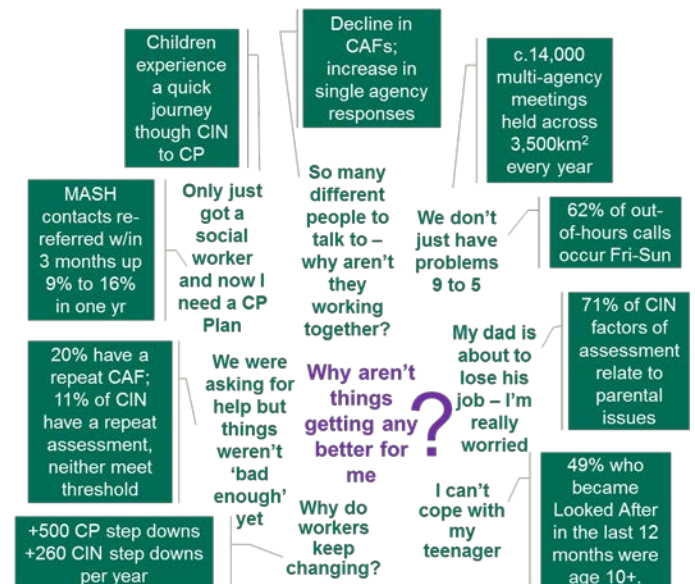 Children
experience
a quick
journey
though CIN
to CP
Decline in
CAFs;
increase in
single agency
responses
c.14,000
multi-agency
meetings
held across
3,500km²
every year
MASH
contacts re-
referred w/in
3 months up
9% to 16%
in one yr
Only just
got a
social
worker
and now I
need a CP
Plan
So many
different
people to
talk to –
why aren't
they
working
together?
We don't
just have
problems
9 to 5
62% of out-
of-hours calls
occur Fri-Sun
20% have a
repeat CAF;
11% of CIN
have a repeat
assessment,
neither meet
threshold
We were
asking for
help but
things
weren't
'bad
enough'
yet
Why aren't
things
getting any
better for
me
?
My dad is
about to
lose his
job – I'm
really
worried
71% of CIN
factors of
assessment
relate to
parental
issues
+500 CP step downs
+260 CIN step downs
per year
Why do
workers
keep
changing?
I can't
cope with
my
teenager
49% who
became
Looked After
in the last 12
months were
age 10+.